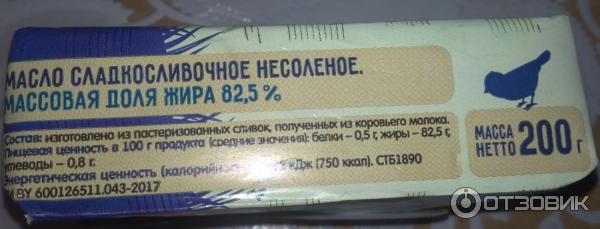 МАСЛО СЛАДКОСЛИВОЧНОЕ НЕСОЛЕНОЕ.
МАССОВАЯ ДОЛЯ ЖИРА 82,5 %
Состав: изготовлено из пастеризованных сливок, полученных из коровьего молока.
Пищевая ценность в 100 г продукта (средние значения): белки – 0,5 г, жиры – 82,5 г,
углеводы – 0,8 г.
Энергетическая ценность (калорийность кДж (750 ккал). СТБ1890
BY 600126511.043-2017
МАССА
НЕТТО
200 г
ОТЗОВИК